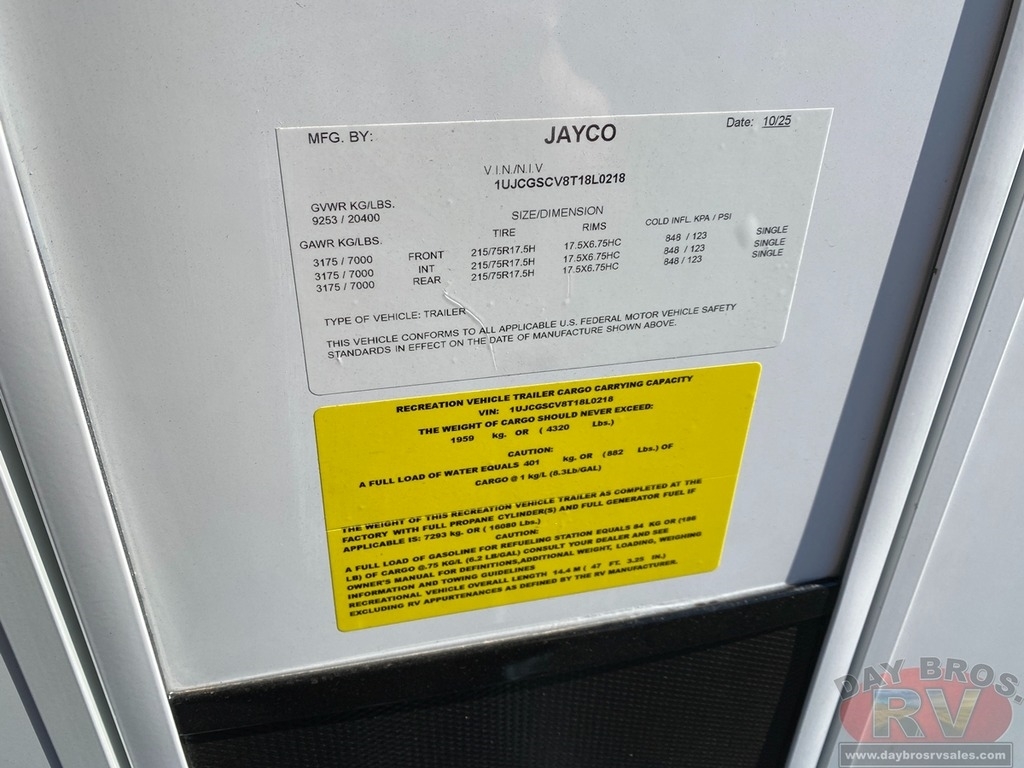 MFG. BY: JAYCO Date: 10/25
V.I.N./N.I.V
1UJCGSCV8T18L0218
GVWR KG/LBS.
9253 / 20400
SIZE/DIMENSION
GAWR KG/LBS. TIRE RIMS COLD INFL. KPA / PSI
3175 / 7000 FRONT 215/75R17.5H 17.5X6.75HC 848 / 123 SINGLE
3175 / 7000 INT 215/75R17.5H 17.5X6.75HC 848 / 123 SINGLE
3175 / 7000 REAR 215/75R17.5H 17.5X6.75HC 848 / 123 SINGLE
TYPE OF VEHICLE: TRAILER
THIS VEHICLE CONFORMS TO ALL APPLICABLE U.S. FEDERAL MOTOR VEHICLE SAFETY
STANDARDS IN EFFECT ON THE DATE OF MANUFACTURE SHOWN ABOVE.
RECREATION VEHICLE TRAILER CARGO CARRYING CAPACITY
VIN: 1UJCGSCV8T18L0218
THE WEIGHT OF CARGO SHOULD NEVER EXCEED:
1959 kg. OR ( 4320 Lbs.)
CAUTION:
A FULL LOAD OF WATER EQUALS 401 kg. OR (882 Lbs.) OF
CARGO @ 1 kg/L (8.3Lb/GAL)
THE WEIGHT OF THIS RECREATION VEHICLE TRAILER AS COMPLETED AT THE
FACTORY WITH FULL PROPANE CYLINDER(S) AND FULL GENERATOR FUEL IF
APPLICABLE IS: 7293 kg. OR ( 16080 Lbs.)
CAUTION:
A FULL LOAD OF GASOLINE FOR REFUELING STATION EQUALS 84 KG OR (186
LB) OF CARGO @.75 KG/L (6.2 LB/GAL) CONSULT YOUR DEALER AND SEE
OWNER'S MANUAL FOR DEFINITIONS,ADDITIONAL WEIGHT, LOADING, WEIGHING
INFORMATION AND TOWING GUIDELINES
RECREATIONAL VEHICLE OVERALL LENGTH 14.4 M ( 47 FT, 3.25 IN.)
EXCLUDING RV APPURTENANCES AS DEFINED BY THE RV MANUFACTURER.
DAY BROS.
RV
www.daybrosrvsales.com